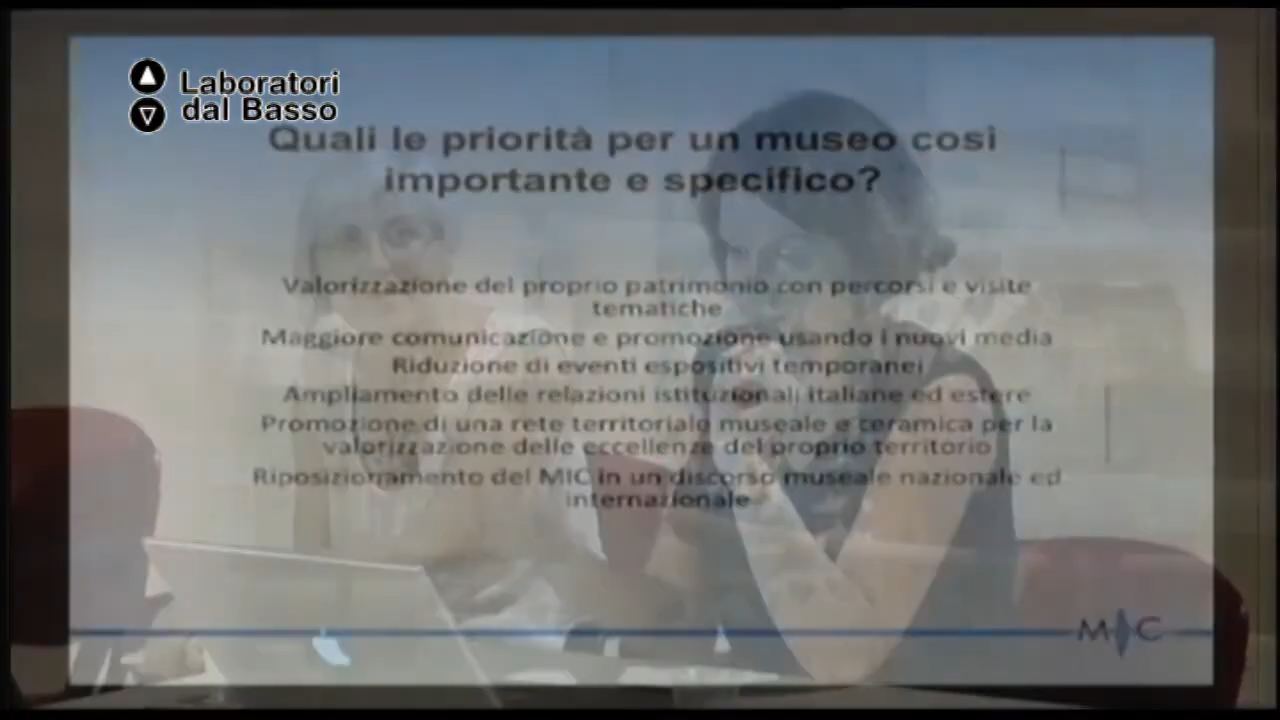 Laboratori
dal Basso
Quali le priorità per un museo così
importante e specifico?
Valorizzazione del proprio patrimonio con percorsi e visite
tematiche
Maggiore comunicazione e promozione usando i nuovi media
Riduzione di eventi espositivi temporanei
Ampliamento delle relazioni istituzionali italiane ed estere
Promozione di una rete territoriale museale e ceramica per la
valorizzazione delle eccellenze del proprio territorio
Riposizionamento del MIC in un discorso museale nazionale ed
internazionale
MIC